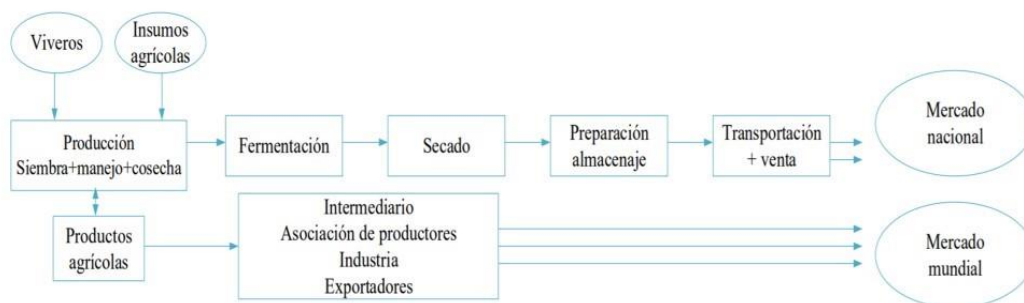 Viveros
Insumos
agrícolas
Producción
Siembra+manejo+cosecha
Fermentación
Secado
Preparación
almacenaje
Transportación
+ venta
Mercado
nacional
Productos
agrícolas
Intermediario
Asociación de productores
Industria
Exportadores
Mercado
mundial